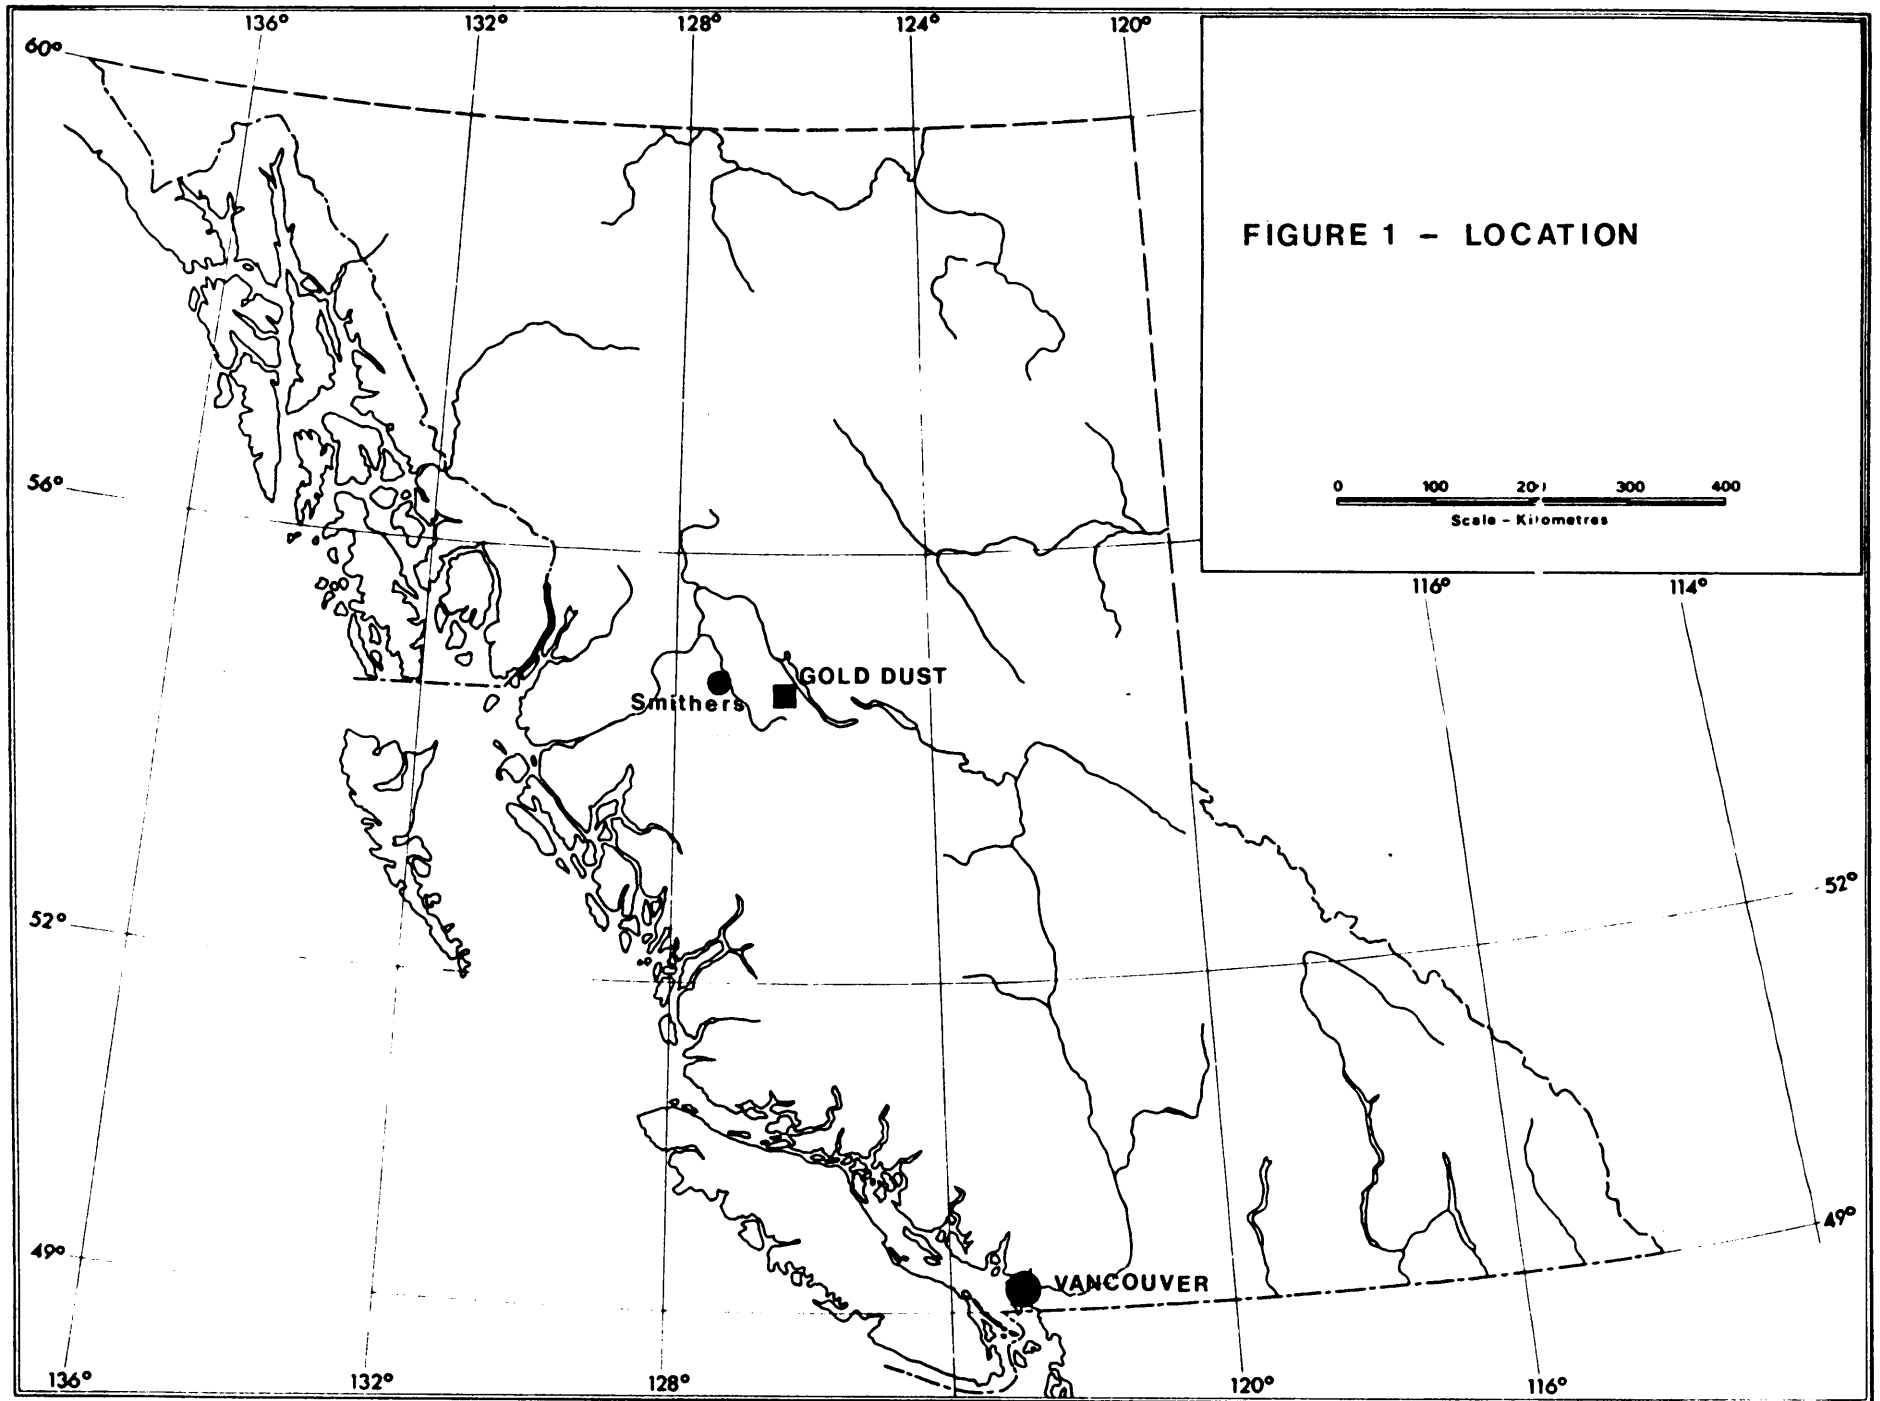 136° 132° 128° 124° 120°
60°
FIGURE 1 – LOCATION
56°
0 100 200 300 400
Scale – Kilometres
116° 114°
GOLD DUST
Smithers
52°
52°
49°
49°
VANCOUVER
136° 132° 128° 120° 116°